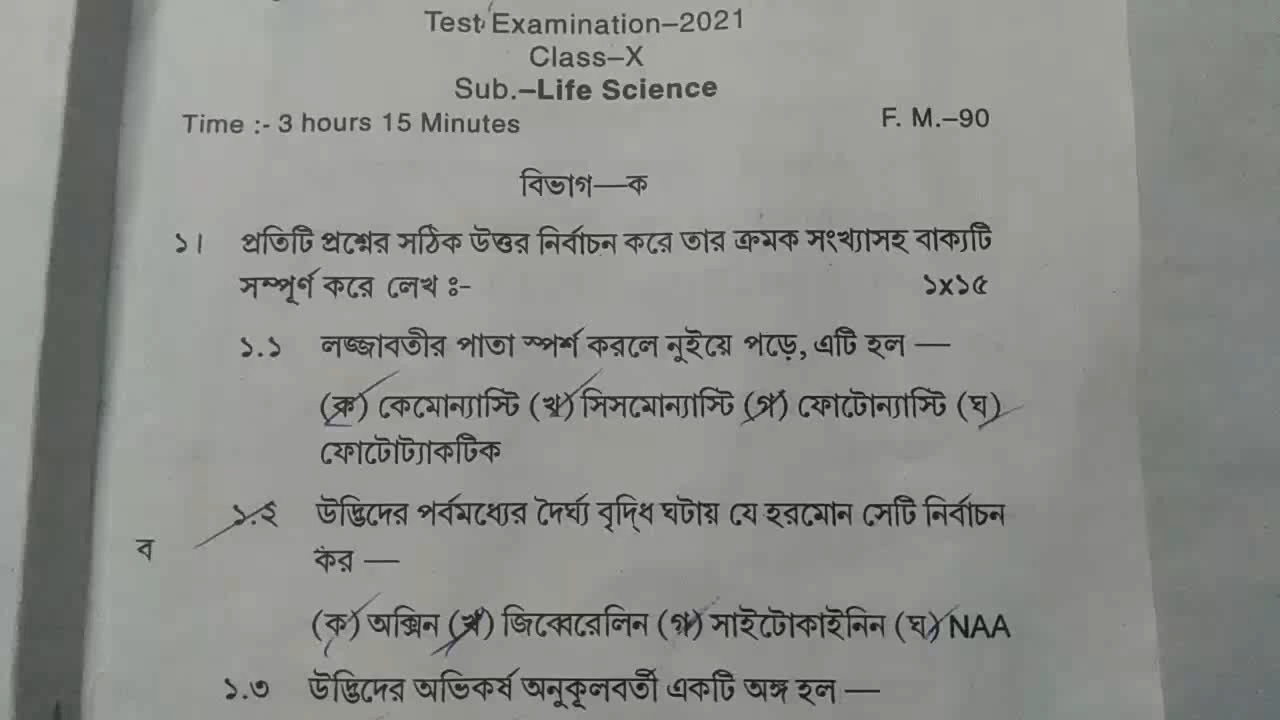 Test Examination–2021
Class–X
Sub.–Life Science
Time :- 3 hours 15 Minutes F. M.–90
বিভাগ—ক
১। প্রতিটি প্রশ্নের সঠিক উত্তর নির্বাচন করে তার ক্রমক সংখ্যাসহ বাক্যটি
সম্পূর্ণ করে লেখ ঃ- ১x১৫
১.১ লজ্জাবতীর পাতা স্পর্শ করলে নুইয়ে পড়ে, এটি হল —
(ক) কেমোন্যাস্টি (খ) সিসমোন্যাস্টি (গ) ফোটোন্যাস্টি (ঘ)
ফোটোট্যাকটিক
১.২ উদ্ভিদের পর্বমধ্যের দৈর্ঘ্য বৃদ্ধি ঘটায় যে হরমোন সেটি নির্বাচন
ব
কর —
(ক) অক্সিন (খ) জিব্বেরেলিন (গ) সাইটোকাইনিন (ঘ) NAA
১.৩ উদ্ভিদের অভিকর্ষ অনুকূলবর্তী একটি অঙ্গ হল —